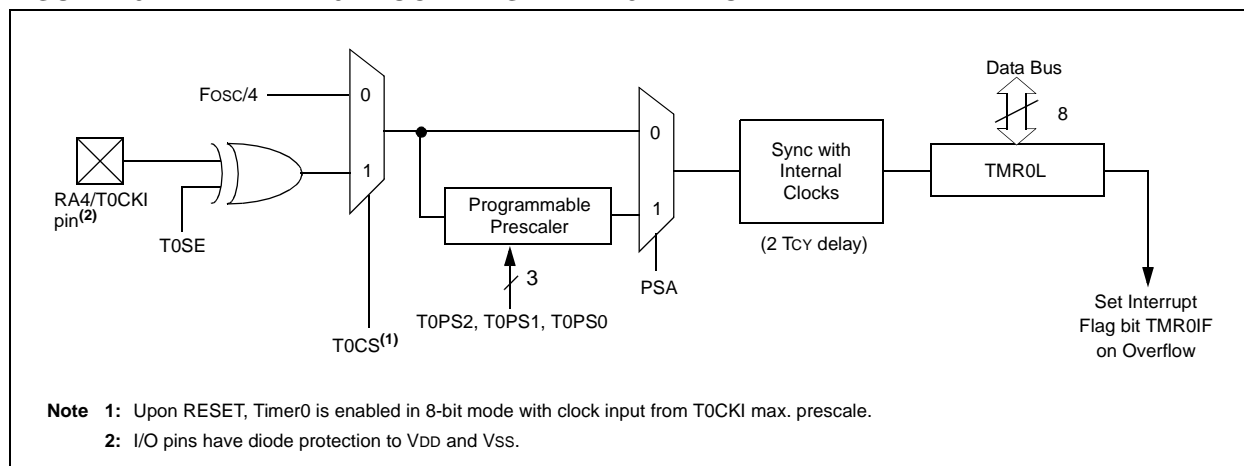 Data Bus
FOSC/4
0
8
0
1
Sync with
Internal
Clocks
TMR0L
RA4/T0CKI
pin(2)
Programmable
Prescaler
1
T0SE
(2 TCY delay)
3
PSA
T0PS2, T0PS1, T0PS0
Set Interrupt
Flag bit TMR0IF
on Overflow
T0CS(1)
Note 1: Upon RESET, Timer0 is enabled in 8-bit mode with clock input from T0CKI max. prescale.
2: I/O pins have diode protection to VDD and VSS.